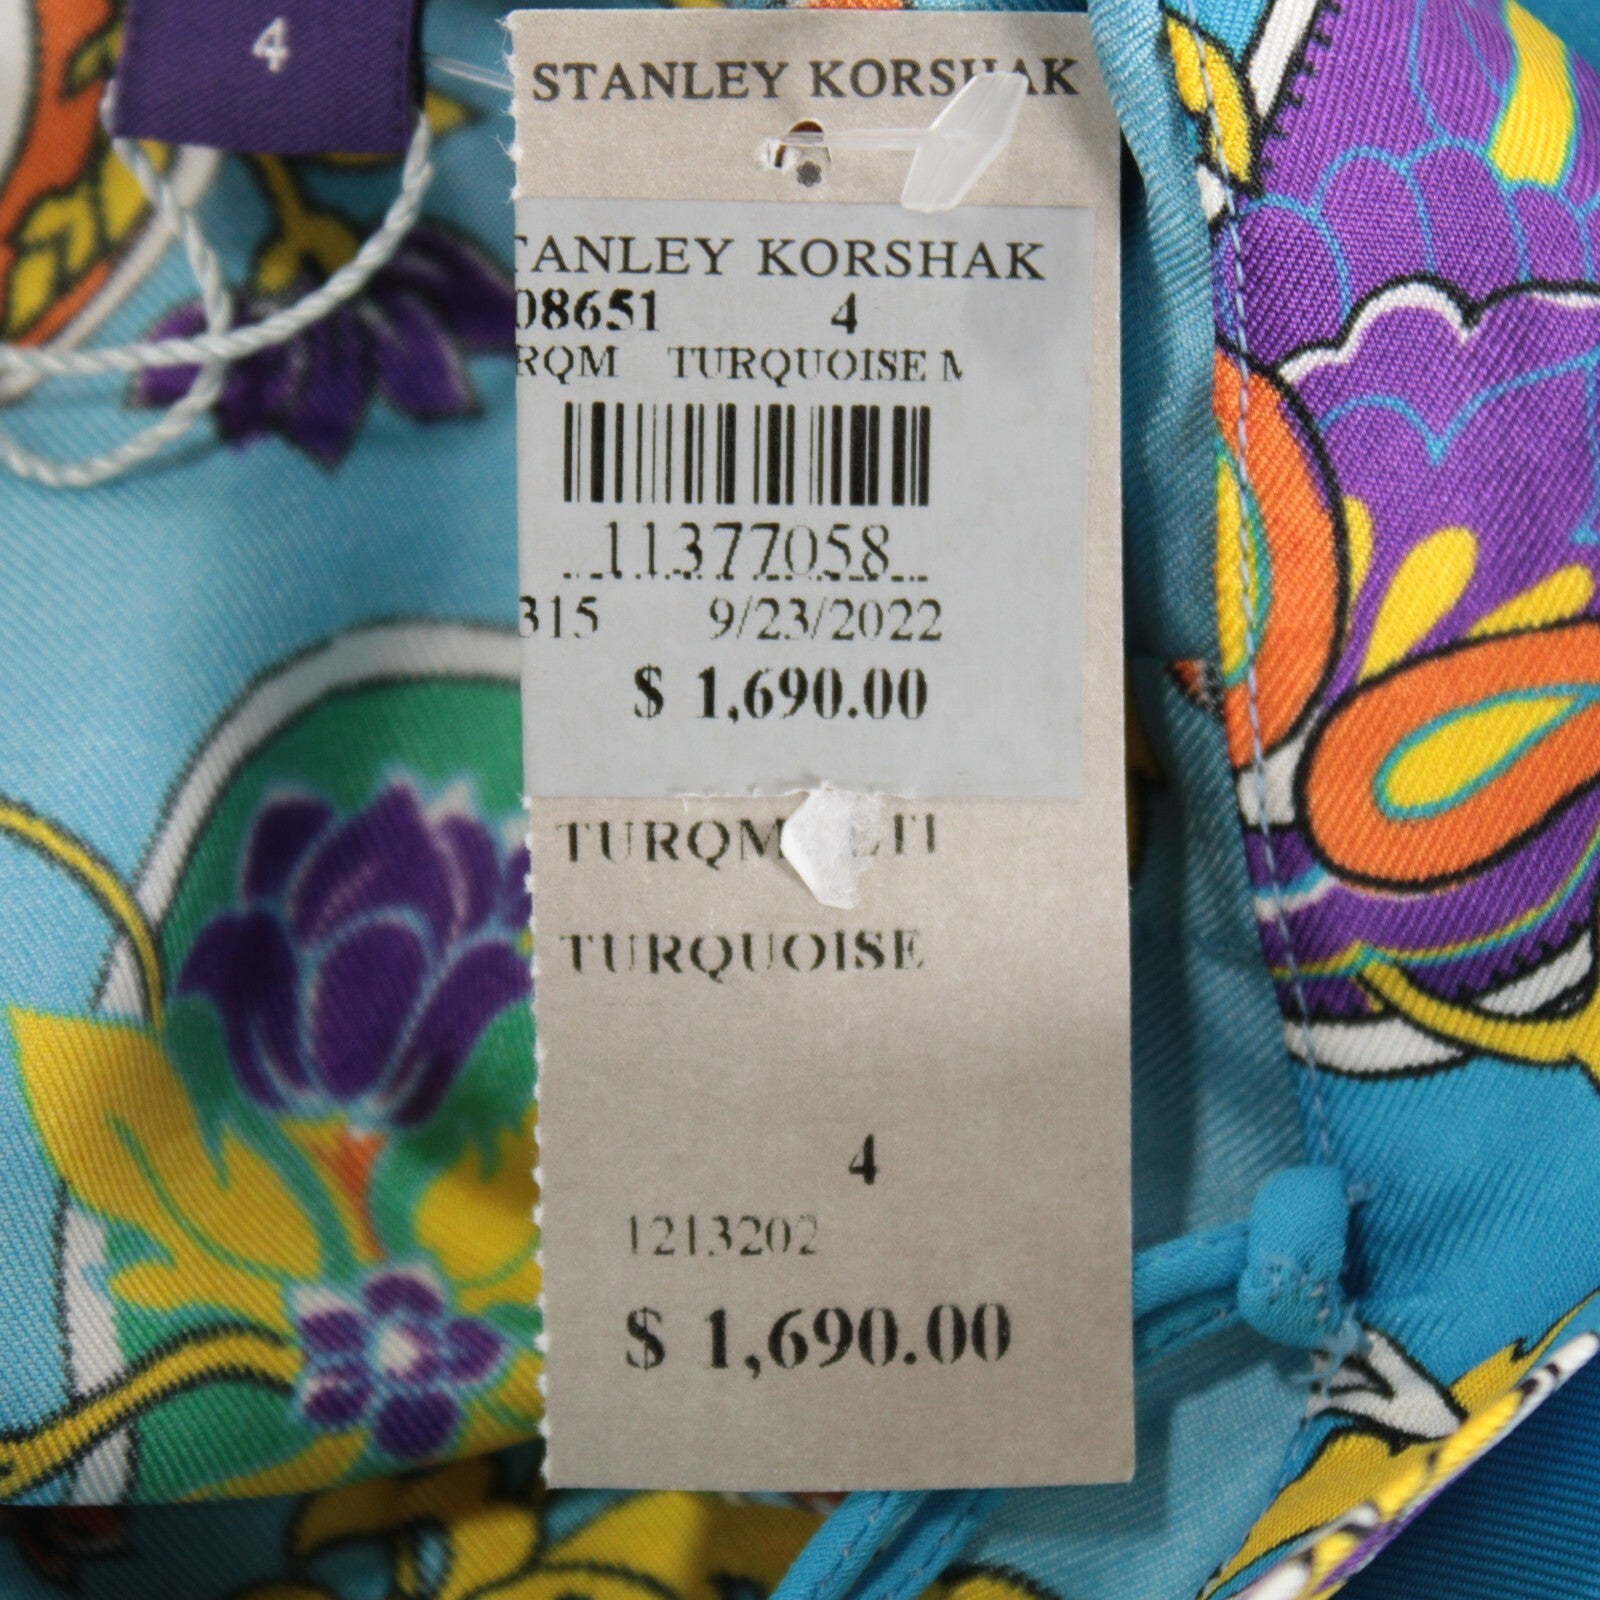 4
STANLEY KORSHAK
TANLEY KORSHAK
08651 4
RQM TURQUOISE M
11377058
315 9/23/2022
$ 1,690.00
TURQUOISE
4
1213202
$ 1,690.00